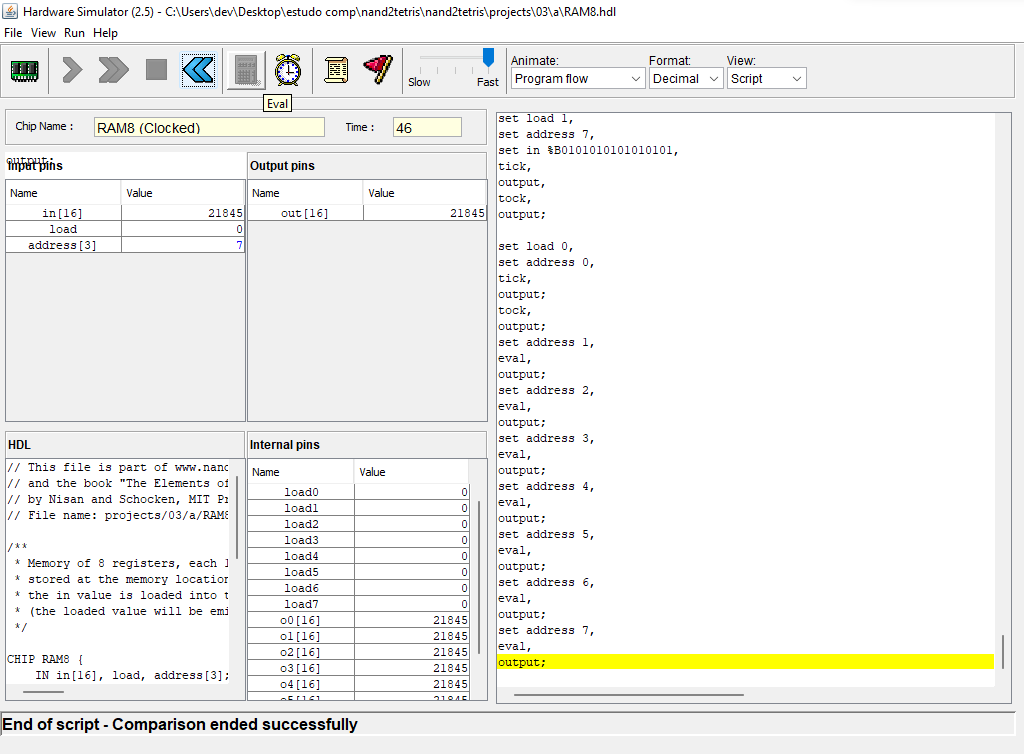 Hardware Simulator (2.5) - C:\Users\dev\Desktop\estudo comp\nand2tetris\nand2tetris\projects\03\a\RAM8.hdl
File View Run Help
Slow Fast
Animate:
Program flow
Format:
Decimal
View:
Script
Eval
Chip Name :
RAM8 (Clocked)
Time :
46
output;
Input pins
Name Value
in[16] 21845
load 0
address[3] 7
Output pins
Name Value
out[16] 21845
HDL
// This file is part of www.nand
// and the book "The Elements of
// by Nisan and Schocken, MIT Pr
// File name: projects/03/a/RAM8
/**
* Memory of 8 registers, each 1
* stored at the memory location
* the in value is loaded into t
* (the loaded value will be emi
*/
CHIP RAM8 {
IN in[16], load, address[3];
Internal pins
Name Value
load0 0
load1 0
load2 0
load3 0
load4 0
load5 0
load6 0
load7 0
o0[16] 21845
o1[16] 21845
o2[16] 21845
o3[16] 21845
o4[16] 21845
o5[16] 21845
set load 1,
set address 7,
set in %B0101010101010101,
tick,
output,
tock,
output;
set load 0,
set address 0,
tick,
output;
tock,
output;
set address 1,
eval,
output;
set address 2,
eval,
output;
set address 3,
eval,
output;
set address 4,
eval,
output;
set address 5,
eval,
output;
set address 6,
eval,
output;
set address 7,
eval,
output;
End of script - Comparison ended successfully